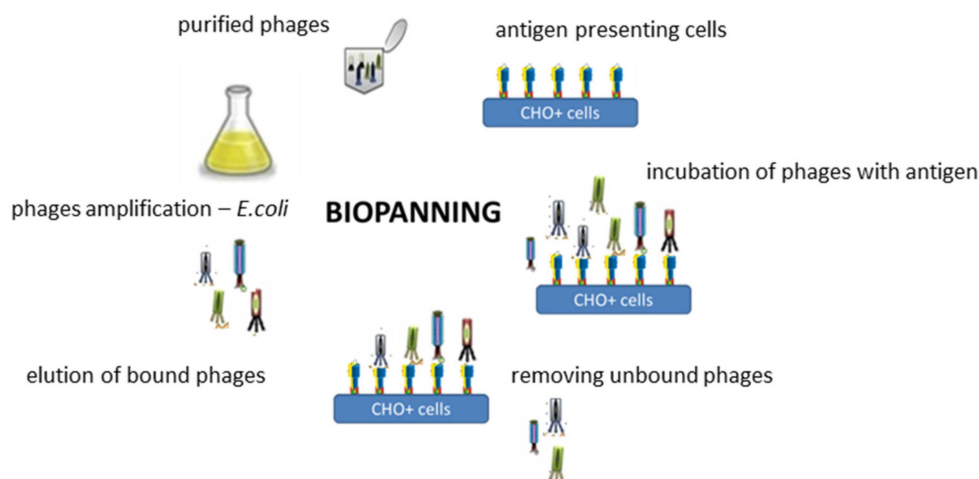 purified phages
antigen presenting cells
CHO+ cells
incubation of phages with antigen
phages amplification – E.coli
BIOPANNING
CHO+ cells
elution of bound phages
removing unbound phages
CHO+ cells